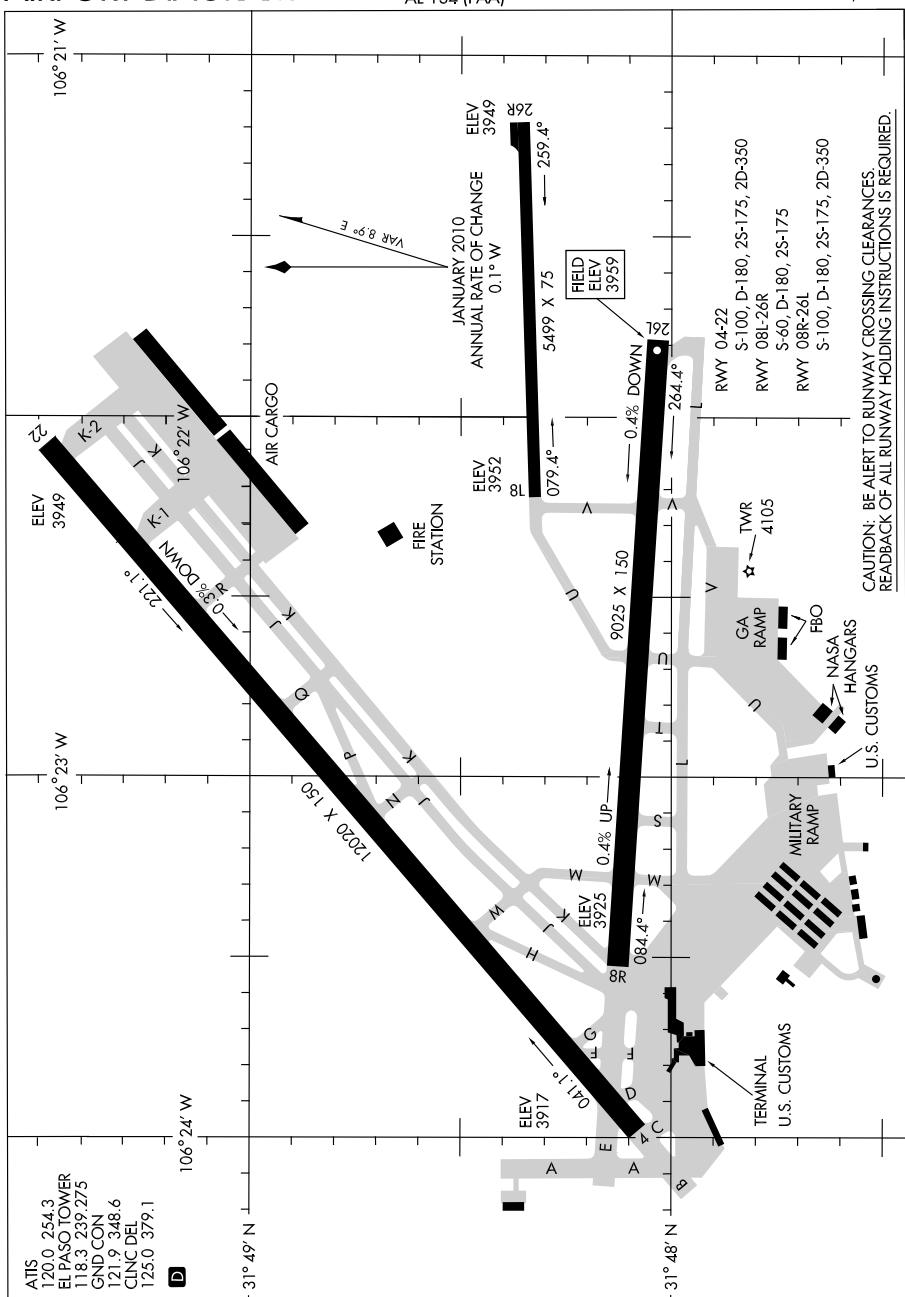 AL-134 (FAA)
ATIS
120.0 254.3
EL PASO TOWER
118.3 239.275
GND CON
121.9 348.6
CLNC DEL
125.0 379.1
D
106° 24' W
106° 23' W
106° 22' W
106° 21' W
31° 49' N
31° 48' N
ELEV
3949
22
K-2
J
K
K-1
AIR CARGO
221.1°
0.3% DOWN
R
J
K
Q
P
N
J
K
12020 X 150
FIRE
STATION
JANUARY 2010
ANNUAL RATE OF CHANGE
0.1° W
VAR 8.9° E
ELEV
3949
26R
259.4°
5499 X 75
ELEV
3952
8L
079.4°
FIELD
ELEV
3959
26L
0.4% DOWN
264.4°
L
L
V
V
V
U
U
U
T
L
S
M
M
M
H
J
K
9025 X 150
0.4% UP
ELEV
3925
8R
084.4°
G
F
F
D
C
E
A
A
B
4
041.1°
ELEV
3917
TERMINAL
U.S. CUSTOMS
MILITARY
RAMP
U.S. CUSTOMS
NASA
HANGARS
FBO
GA
RAMP
TWR
4105
RWY 04-22
S-100, D-180, 2S-175, 2D-350
RWY 08L-26R
S-60, D-180, 2S-175
RWY 08R-26L
S-100, D-180, 2S-175, 2D-350
CAUTION: BE ALERT TO RUNWAY CROSSING CLEARANCES.
READBACK OF ALL RUNWAY HOLDING INSTRUCTIONS IS REQUIRED.